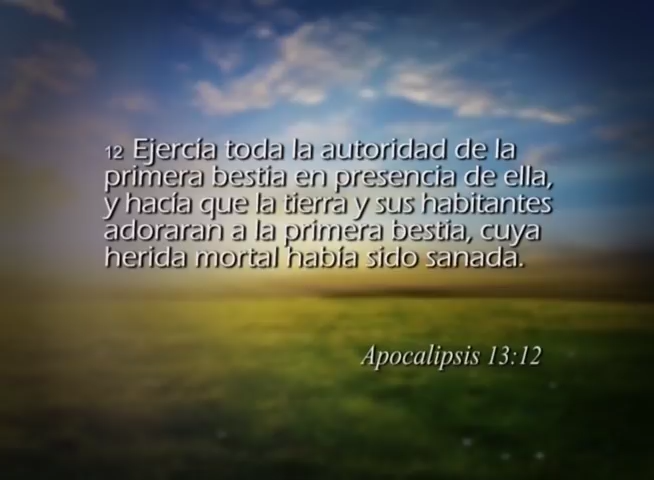 12 Ejercía toda la autoridad de la
primera bestia en presencia de ella,
y hacía que la tierra y sus habitantes
adoraran a la primera bestia, cuya
herida mortal había sido sanada.
Apocalipsis 13:12